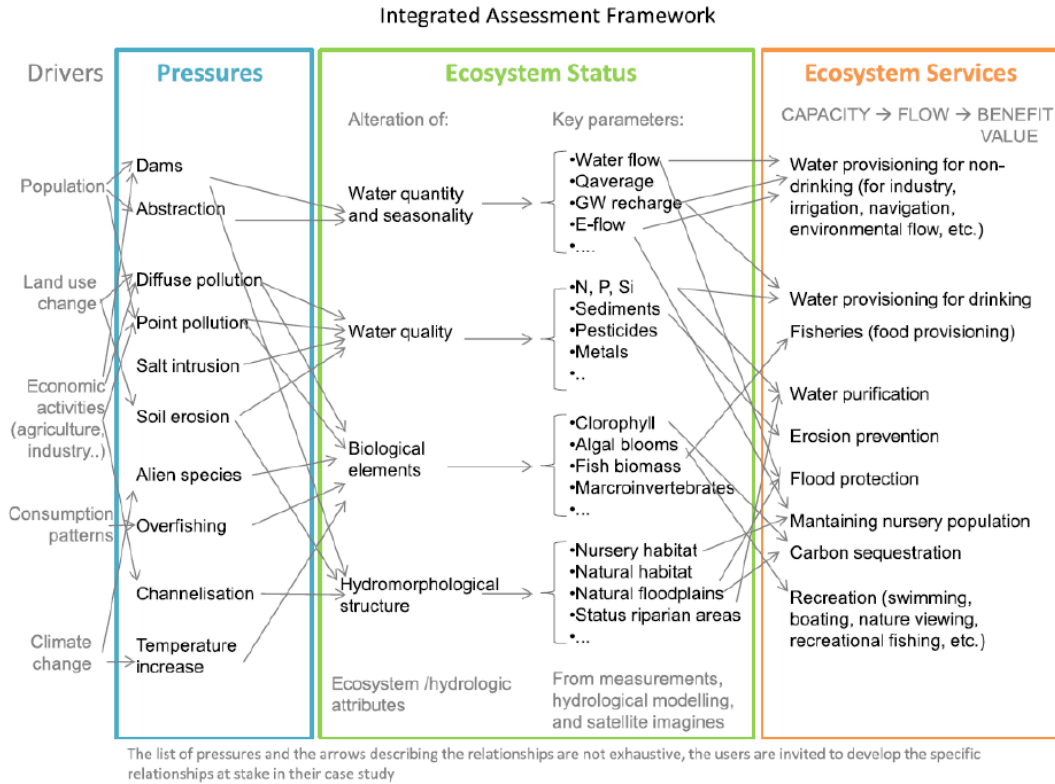 Integrated Assessment Framework
Drivers
Population
Land use
change
Economic
activities
(agriculture,
industry..)
Consumption
patterns
Climate
change
Pressures
Dams
Abstraction
Diffuse pollution
Point pollution
Salt intrusion
Soil erosion
Alien species
Overfishing
Channelisation
Temperature
increase
Ecosystem Status
Alteration of:
Water quantity
and seasonality
Water quality
Biological
elements
Hydromorphological
structure
Ecosystem /hydrologic
attributes
Key parameters:
•Water flow
•Qaverage
•GW recharge
•E-flow
•....
•N, P, Si
•Sediments
•Pesticides
•Metals
•..
•Clorophyll
•Algal blooms
•Fish biomass
•Marcroinvertebrates
•...
•Nursery habitat
•Natural habitat
•Natural floodplains
•Status riparian areas
•...
From measurements,
hydrological modelling,
and satellite imagines
Ecosystem Services
CAPACITY → FLOW → BENEFIT
VALUE
Water provisioning for non-
drinking (for industry,
irrigation, navigation,
environmental flow, etc.)
Water provisioning for drinking
Fisheries (food provisioning)
Water purification
Erosion prevention
Flood protection
Mantaining nursery population
Carbon sequestration
Recreation (swimming,
boating, nature viewing,
recreational fishing, etc.)
The list of pressures and the arrows describing the relationships are not exhaustive, the users are invited to develop the specific
relationships at stake in their case study